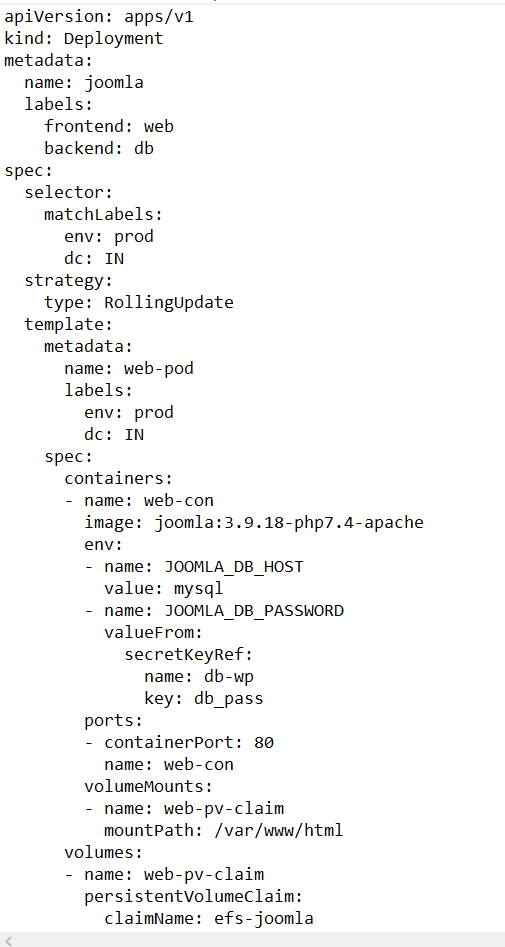 apiVersion: apps/v1
kind: Deployment
metadata:
  name: joomla
  labels:
    frontend: web
    backend: db
spec:
  selector:
    matchLabels:
      env: prod
      dc: IN
  strategy:
    type: RollingUpdate
  template:
    metadata:
      name: web-pod
      labels:
        env: prod
        dc: IN
    spec:
      containers:
      - name: web-con
        image: joomla:3.9.18-php7.4-apache
        env:
        - name: JOOMLA_DB_HOST
          value: mysql
        - name: JOOMLA_DB_PASSWORD
          valueFrom:
            secretKeyRef:
              name: db-wp
              key: db_pass
        ports:
        - containerPort: 80
          name: web-con
        volumeMounts:
        - name: web-pv-claim
          mountPath: /var/www/html
      volumes:
      - name: web-pv-claim
        persistentVolumeClaim:
          claimName: efs-joomla